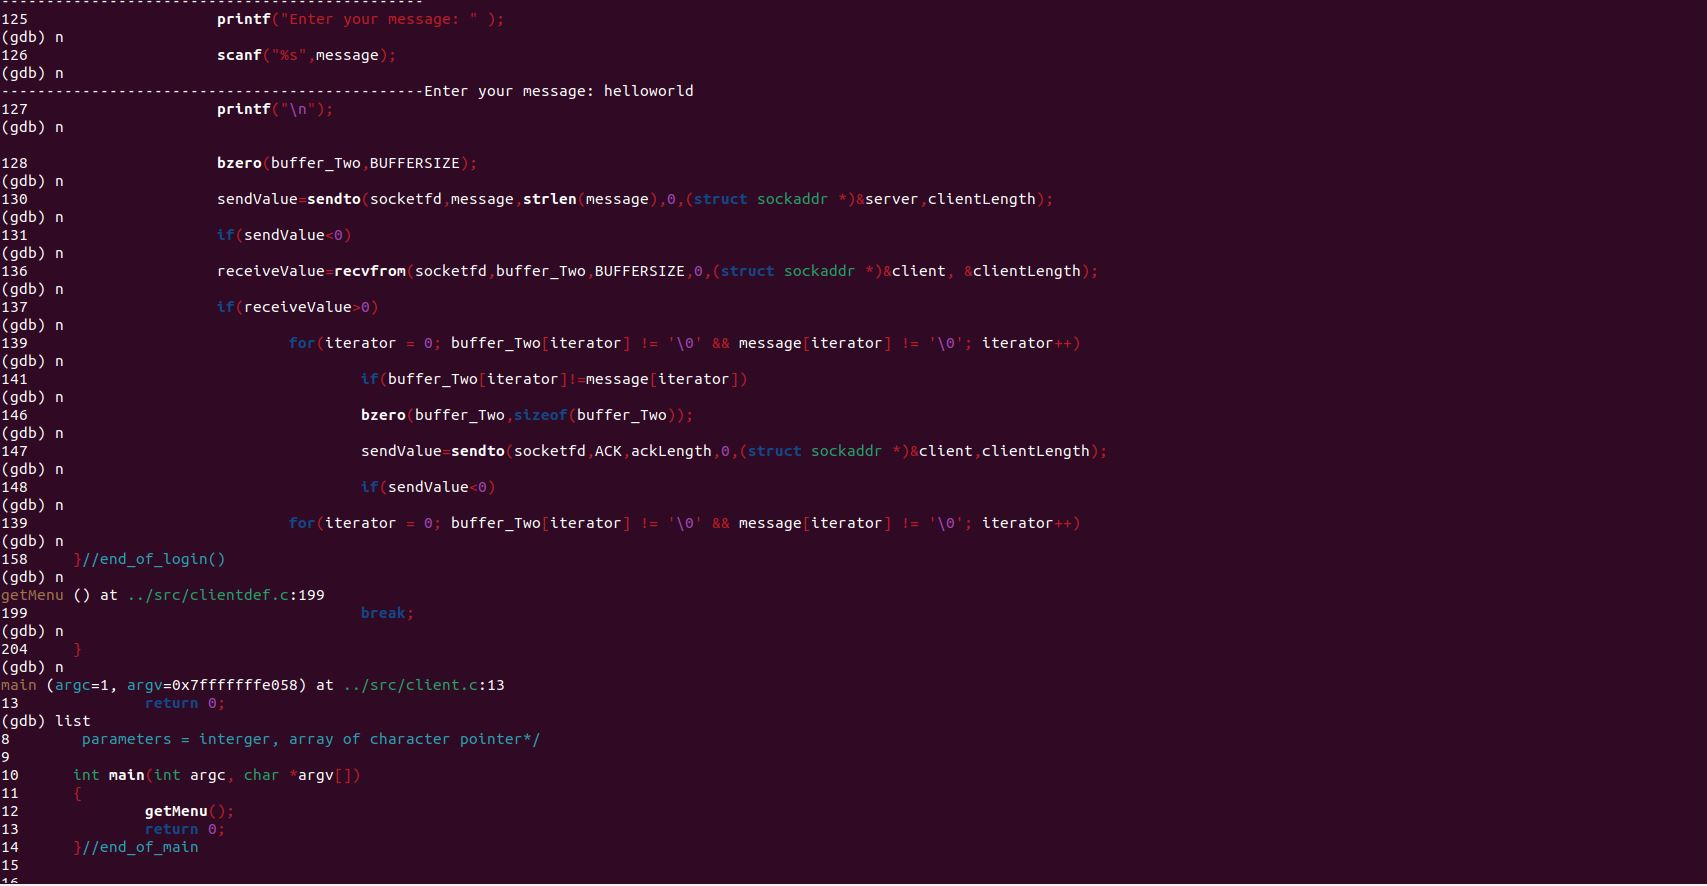 -----------------------------------------------
125                     printf("Enter your message: " );
(gdb) n
126                     scanf("%s",message);
(gdb) n
-----------------------------------------------Enter your message: helloworld
127                     printf("\n");
(gdb) n
128                     bzero(buffer_Two,BUFFERSIZE);
(gdb) n
130                     sendValue=sendto(socketfd,message,strlen(message),0,(struct sockaddr *)&server,clientLength);
(gdb) n
131                     if(sendValue<0)
(gdb) n
136                     receiveValue=recvfrom(socketfd,buffer_Two,BUFFERSIZE,0,(struct sockaddr *)&client, &clientLength);
(gdb) n
137                     if(receiveValue>0)
(gdb) n
139                             for(iterator = 0; buffer_Two[iterator] != '\0' && message[iterator] != '\0'; iterator++)
(gdb) n
141                                     if(buffer_Two[iterator]!=message[iterator])
(gdb) n
146                                     bzero(buffer_Two,sizeof(buffer_Two));
(gdb) n
147                                     sendValue=sendto(socketfd,ACK,ackLength,0,(struct sockaddr *)&client,clientLength);
(gdb) n
148                                     if(sendValue<0)
(gdb) n
139                             for(iterator = 0; buffer_Two[iterator] != '\0' && message[iterator] != '\0'; iterator++)
(gdb) n
158     }//end_of_login()
(gdb) n
getMenu () at ../src/clientdef.c:199
199                                     break;
(gdb) n
204     }
(gdb) n
main (argc=1, argv=0x7fffffffe058) at ../src/client.c:13
13              return 0;
(gdb) list
8        parameters = interger, array of character pointer*/
9
10      int main(int argc, char *argv[])
11      {
12              getMenu();
13              return 0;
14      }//end_of_main
15
16